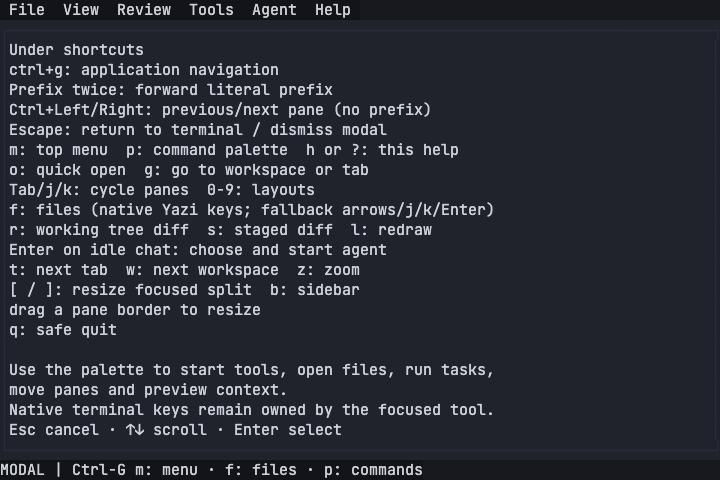 File  View  Review  Tools  Agent  Help
Under shortcuts
ctrl+g: application navigation
Prefix twice: forward literal prefix
Ctrl+Left/Right: previous/next pane (no prefix)
Escape: return to terminal / dismiss modal
m: top menu  p: command palette  h or ?: this help
o: quick open  g: go to workspace or tab
Tab/j/k: cycle panes  0-9: layouts
f: files (native Yazi keys; fallback arrows/j/k/Enter)
r: working tree diff  s: staged diff  l: redraw
Enter on idle chat: choose and start agent
t: next tab  w: next workspace  z: zoom
[ / ]: resize focused split  b: sidebar
drag a pane border to resize
q: safe quit
Use the palette to start tools, open files, run tasks,
move panes and preview context.
Native terminal keys remain owned by the focused tool.
Esc cancel · ↑↓ scroll · Enter select
MODAL | Ctrl-G m: menu · f: files · p: commands